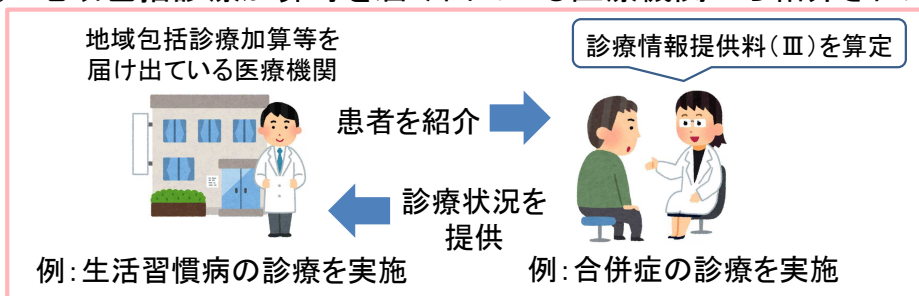 地域包括診療加算等を
届け出ている医療機関
診療情報提供料(Ⅲ)を算定
患者を紹介
診療状況を
提供
例:生活習慣病の診療を実施
例:合併症の診療を実施